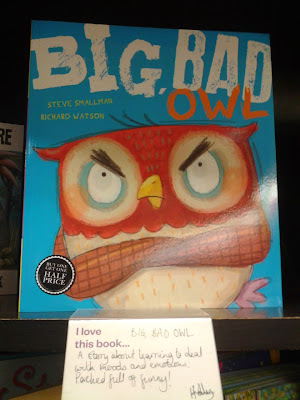 BIG, BAD
OWL
STEVE SMALLMAN
RICHARD WATSON
RE
BUY ONE
GET ONE
HALF
PRICE
I love
this book...
BIG BAD OWL
A story about learning to deal
with moods and emotions.
Packed full of funny!